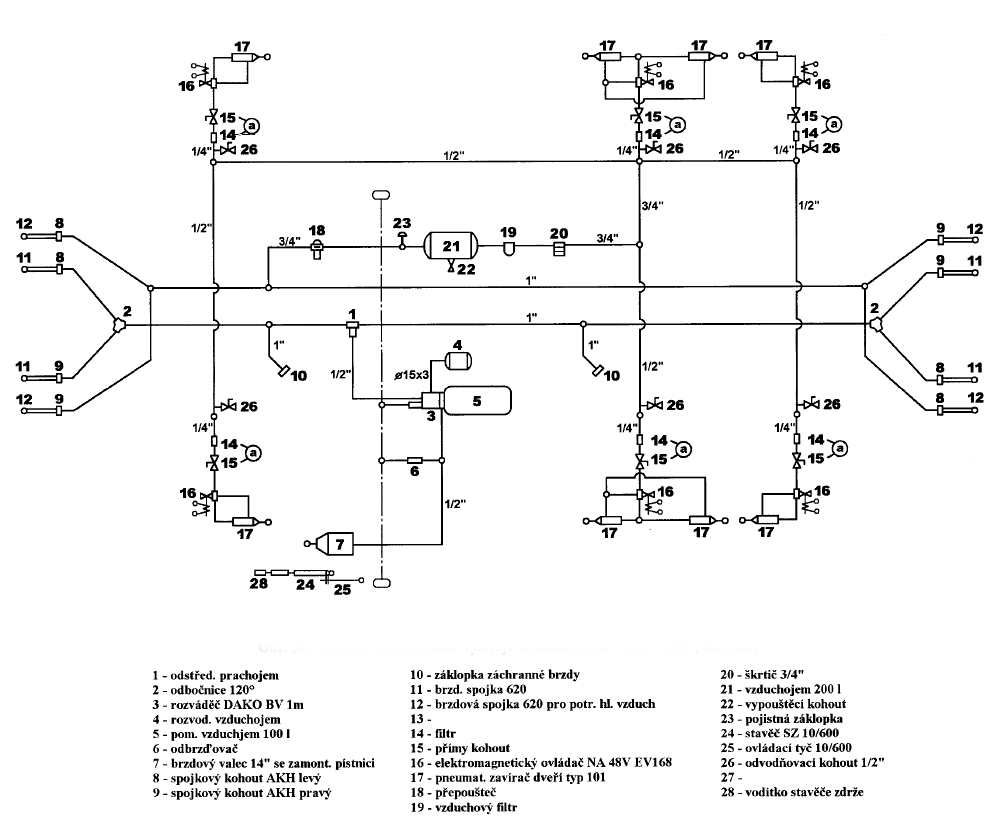 17 17 17 17
16 16 16
15 a 15 a 15 a
14 14 14
1/4" 26 1/4" 26 1/4" 26
1/2" 1/2"
3/4" 1/2"
12 8 1/2" 23 9 12
18 19 20
3/4" 21 3/4"
11 8 22 9 11
1"
2 1 2
1" 1"
1" 4 1"
11 9 10 1/2" ø15x3 10 1/2" 8 11
12 9 26 5 26 26 8 12
3
1/4" 1/4" 1/4"
14 a 14 a 14 a
15 15 15
6
16 16 16
1/2"
17 17 17 17
7
28 24 25
1 - odstřed. prachojem
2 - odbočnice 120°
3 - rozváděč DAKO BV 1m
4 - rozvod. vzduchojem
5 - pom. vzduchjem 100 l
6 - odbrzďovač
7 - brzdový valec 14" se zamont. pístnici
8 - spojkový kohout AKH levý
9 - spojkový kohout AKH pravý
10 - záklopka záchranné brzdy
11 - brzd. spojka 620
12 - brzdová spojka 620 pro potr. hl. vzduch
13 -
14 - filtr
15 - přímy kohout
16 - elektromagnetický ovládač NA 48V EV168
17 - pneumat. zavírač dveří typ 101
18 - přepouštěč
19 - vzduchový filtr
20 - škrtič 3/4"
21 - vzduchojem 200 l
22 - vypouštěcí kohout
23 - pojistná záklopka
24 - stavěč SZ 10/600
25 - ovládací tyč 10/600
26 - odvodňovací kohout 1/2"
27 -
28 - vodítko stavěče zdrže